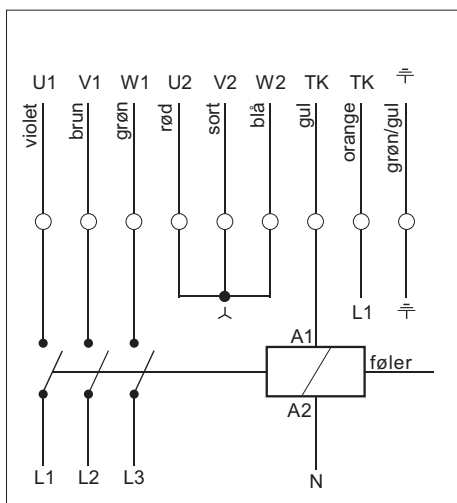 U1 V1 W1 U2 V2 W2 TK TK
violet brun grøn rød sort blå gul orange grøn/gul
L1
A1
føler
A2
L1 L2 L3 N